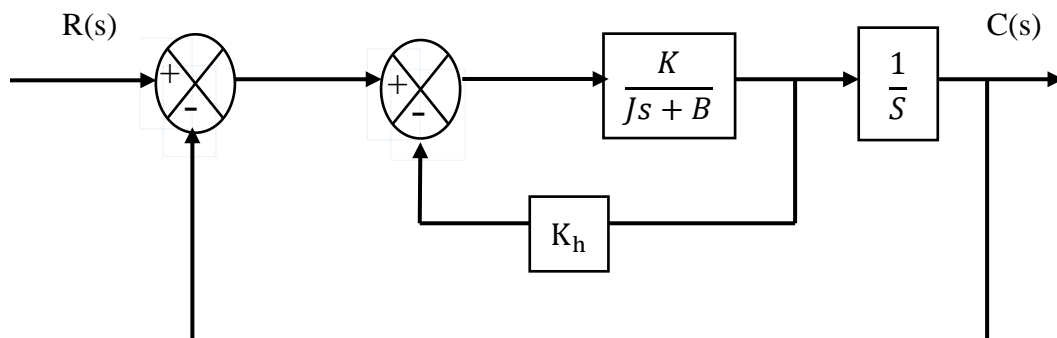 R(s) C(s)
+ - + - K/(Js + B) 1/S
K_h